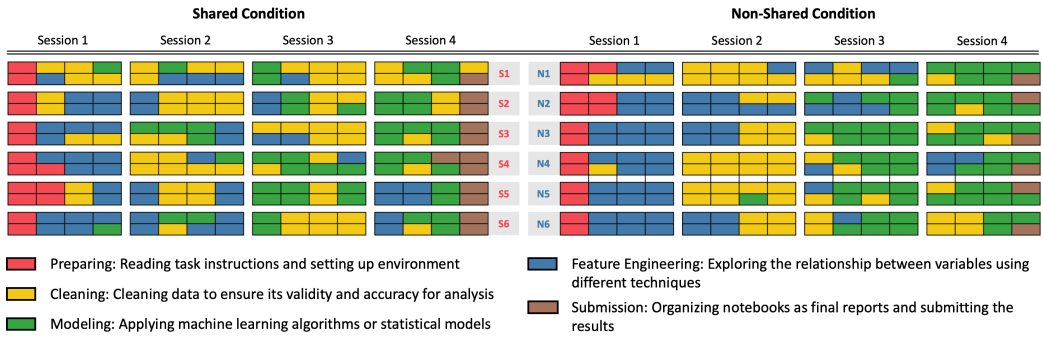 Shared Condition
Non-Shared Condition
Session 1
Session 2
Session 3
Session 4
Session 1
Session 2
Session 3
Session 4
S1
N1
S2
N2
S3
N3
S4
N4
S5
N5
S6
N6
Preparing: Reading task instructions and setting up environment
Cleaning: Cleaning data to ensure its validity and accuracy for analysis
Modeling: Applying machine learning algorithms or statistical models
Feature Engineering: Exploring the relationship between variables using
different techniques
Submission: Organizing notebooks as final reports and submitting the
results